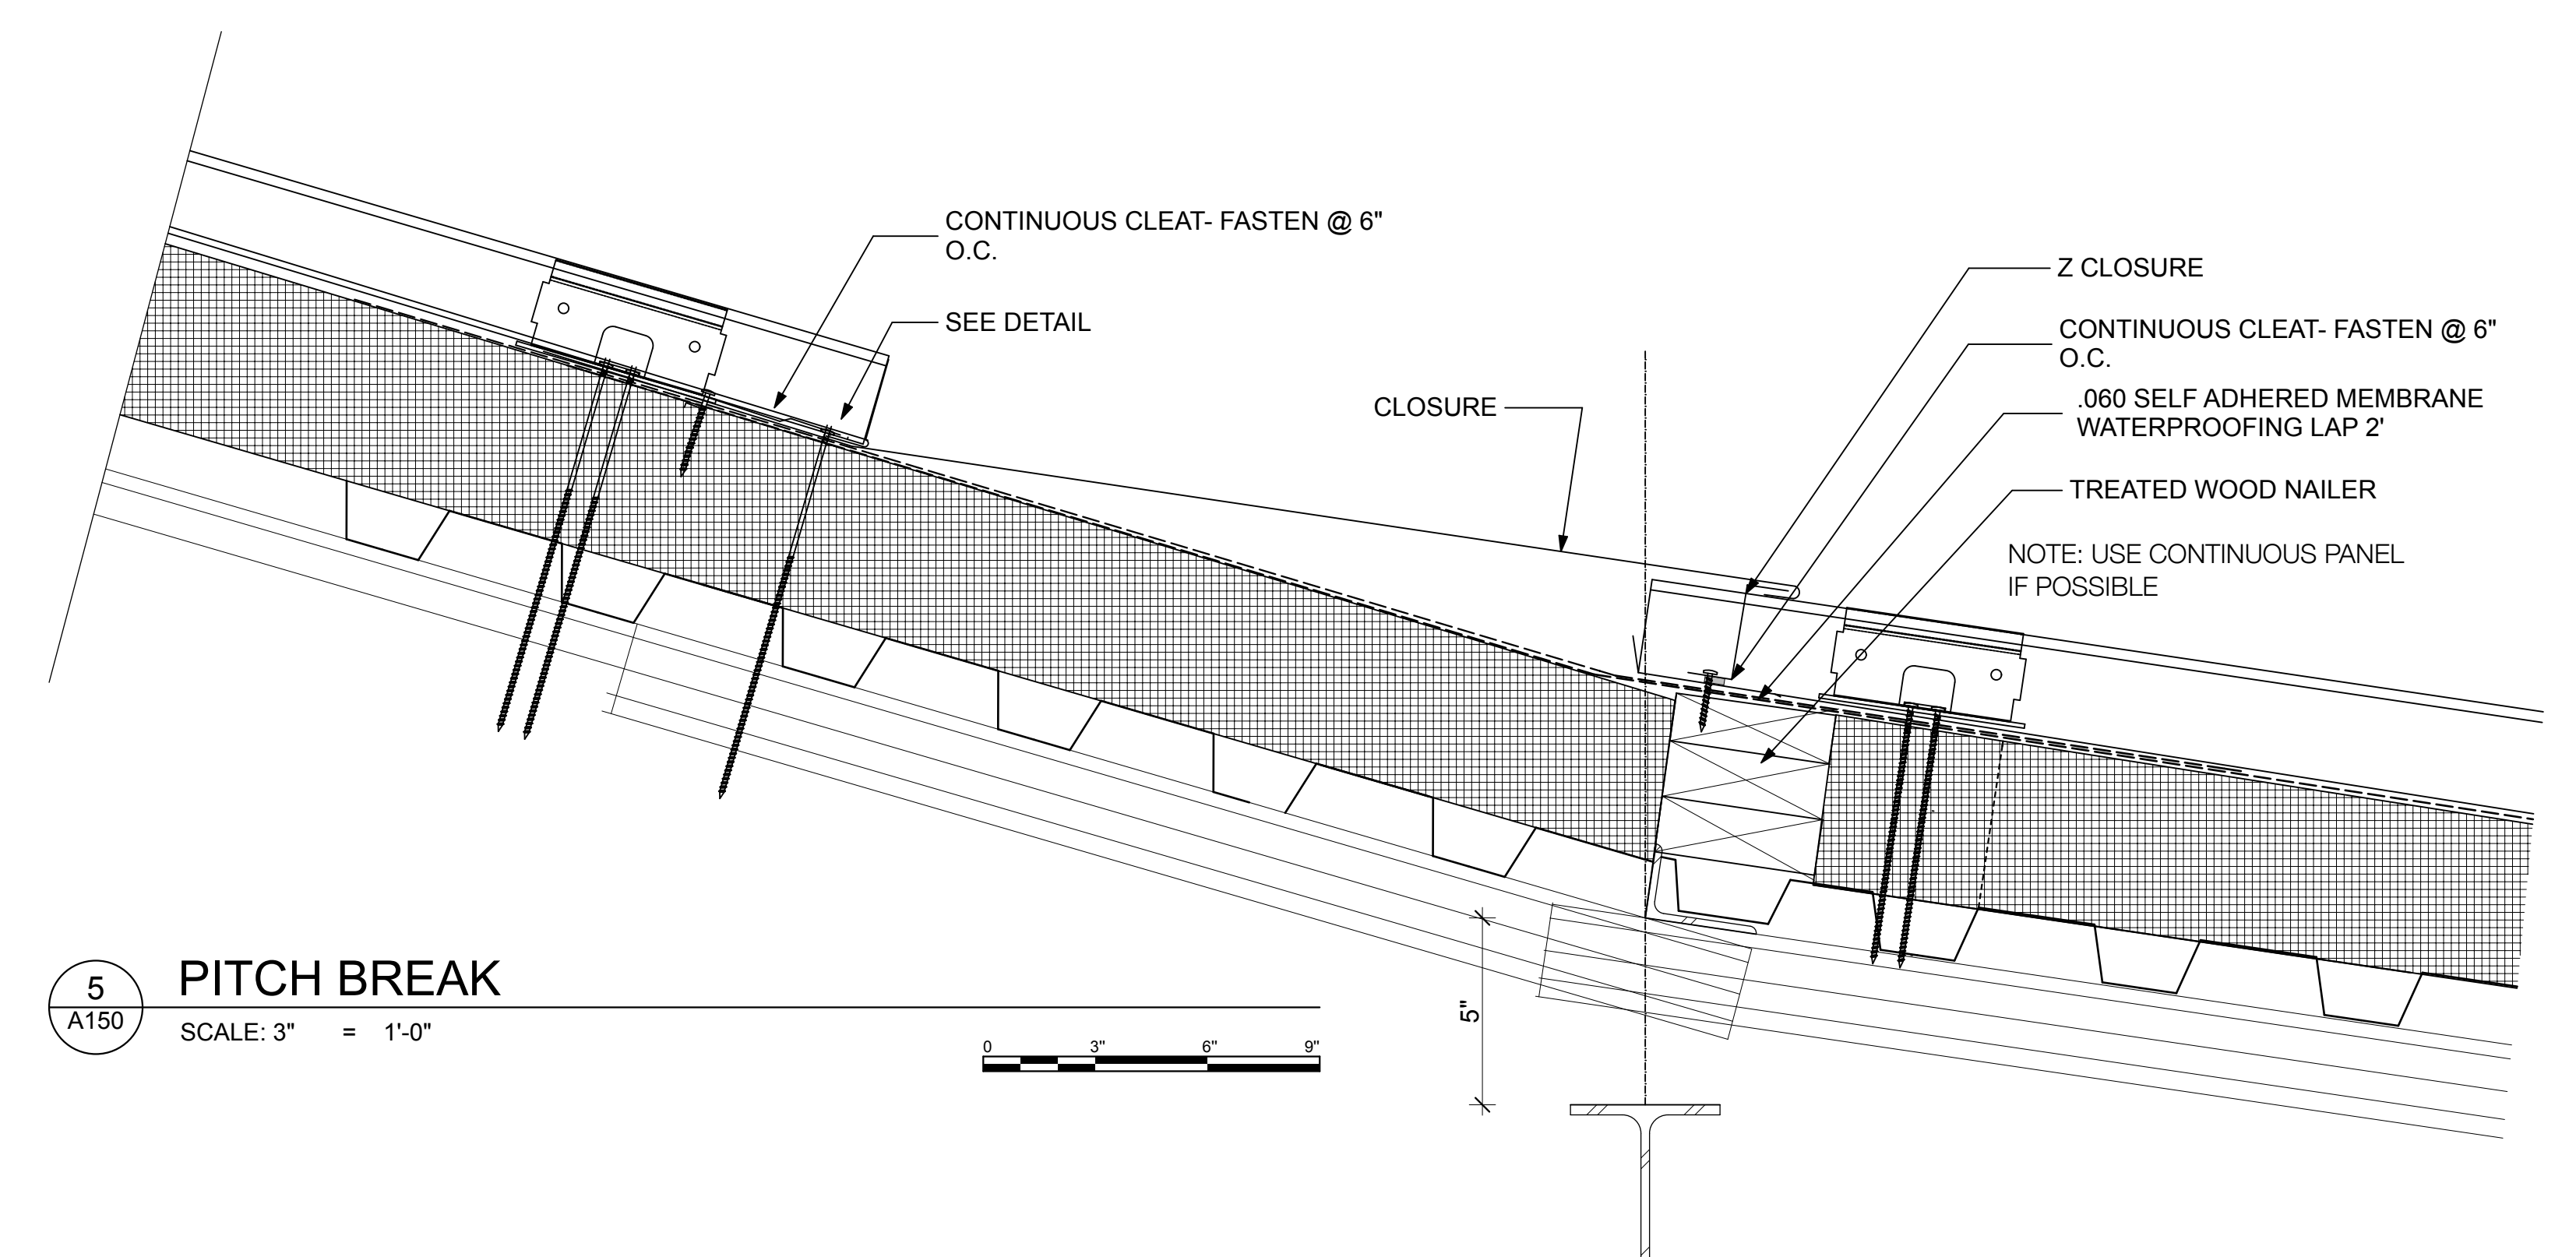 CONTINUOUS CLEAT- FASTEN @ 6"
O.C.
SEE DETAIL
CLOSURE
Z CLOSURE
CONTINUOUS CLEAT- FASTEN @ 6"
O.C.
.060 SELF ADHERED MEMBRANE
WATERPROOFING LAP 2'
TREATED WOOD NAILER
NOTE: USE CONTINUOUS PANEL
IF POSSIBLE
5"
5
A150
PITCH BREAK
SCALE: 3" = 1'-0"
0 3" 6" 9"